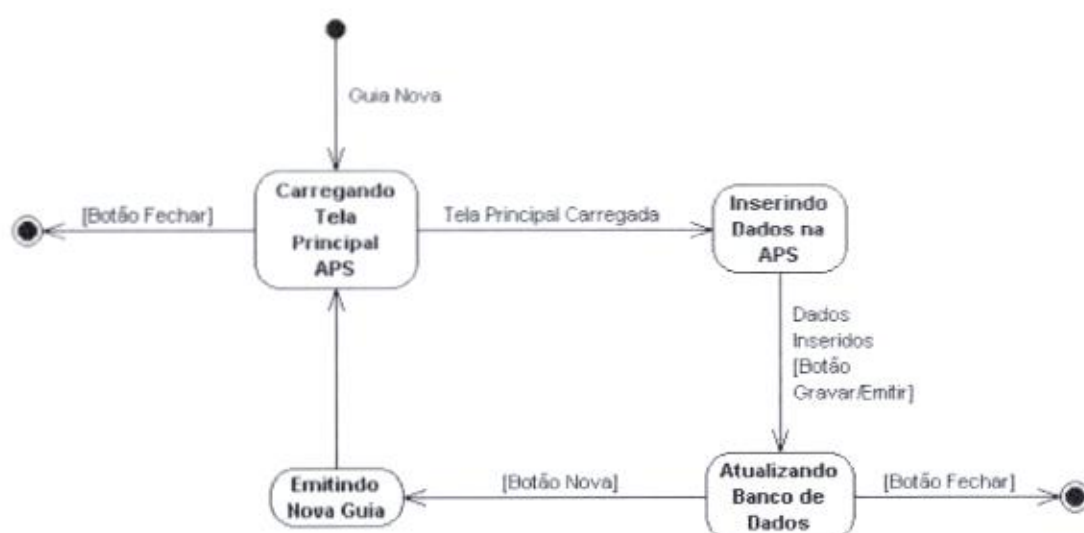 Guia Nova
Carregando
Tela
Principal
APS
[Botão Fechar]
Tela Principal Carregada
Inserindo
Dados na
APS
Dados
Inseridos
[Botão
Gravar/Emitir]
Emitindo
Nova Guia
[Botão Nova]
Atualizando
Banco de
Dados
[Botão Fechar]